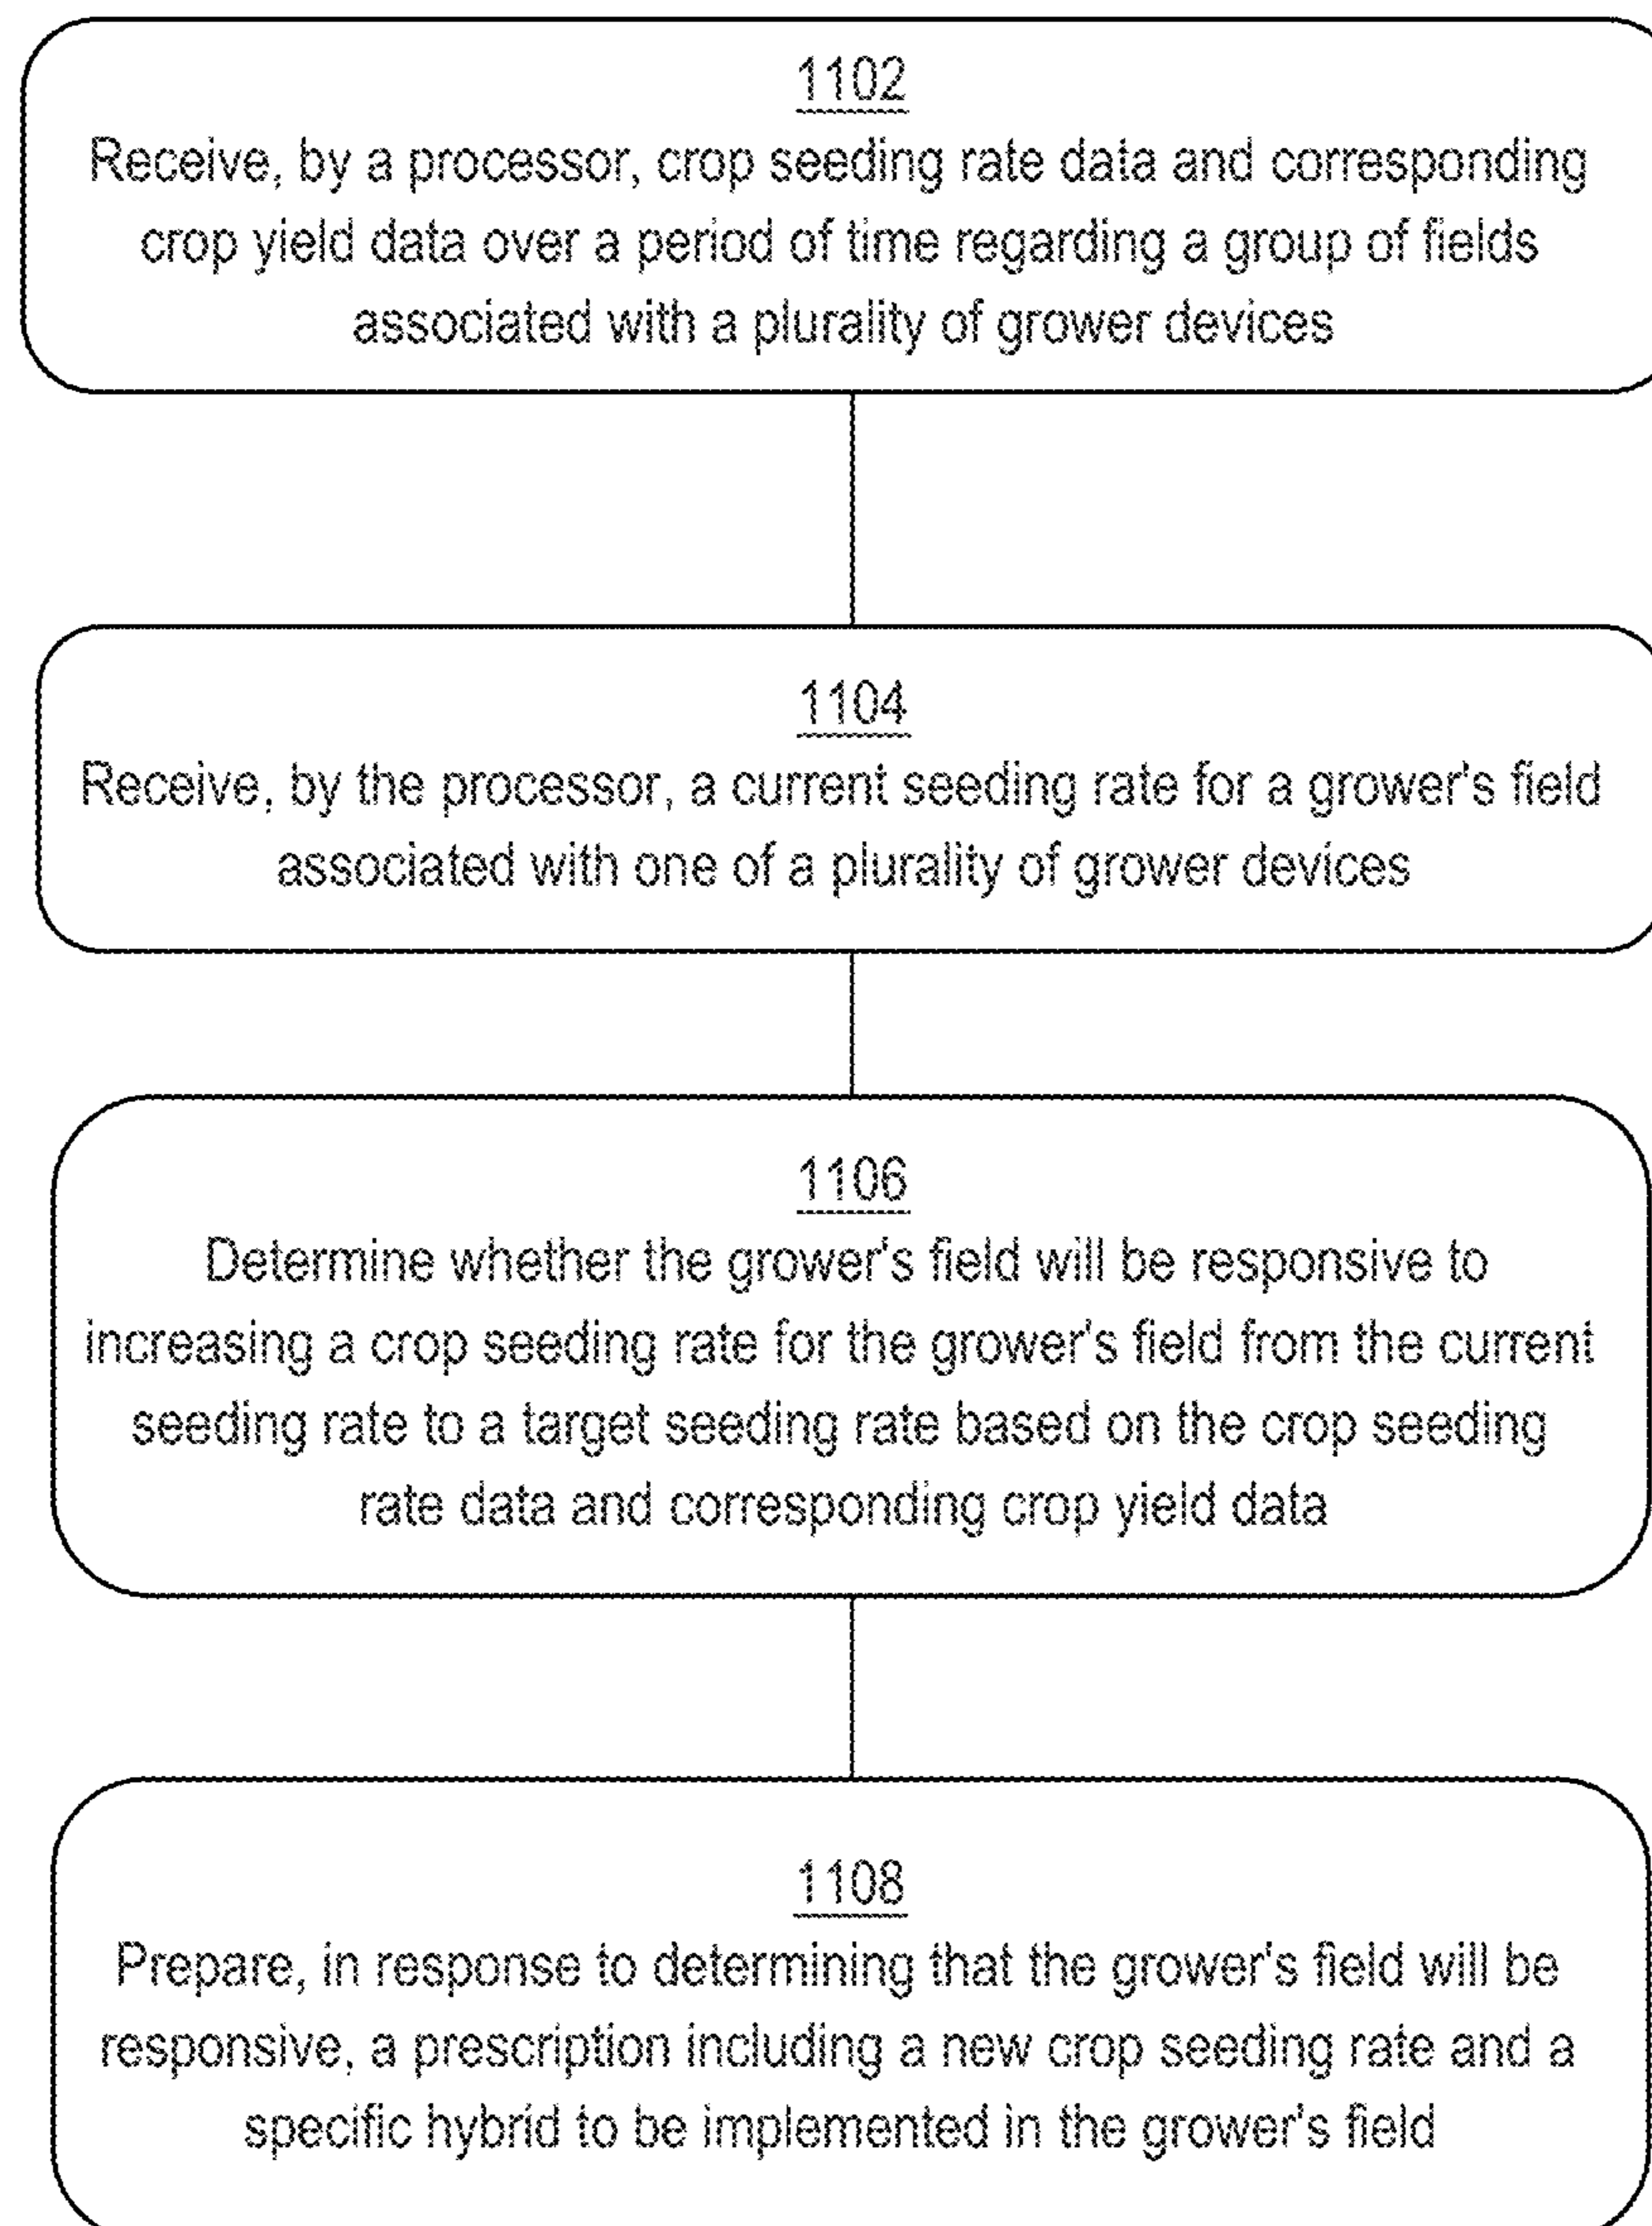 1102
Receive, by a processor, crop seeding rate data and corresponding
crop yield data over a period of time regarding a group of fields
associated with a plurality of grower devices
1104
Receive, by the processor, a current seeding rate for a grower's field
associated with one of a plurality of grower devices
1106
Determine whether the grower's field will be responsive to
increasing a crop seeding rate for the grower's field from the current
seeding rate to a target seeding rate based on the crop seeding
rate data and corresponding crop yield data
1108
Prepare, in response to determining that the grower's field will be
responsive, a prescription including a new crop seeding rate and a
specific hybrid to be implemented in the grower's field